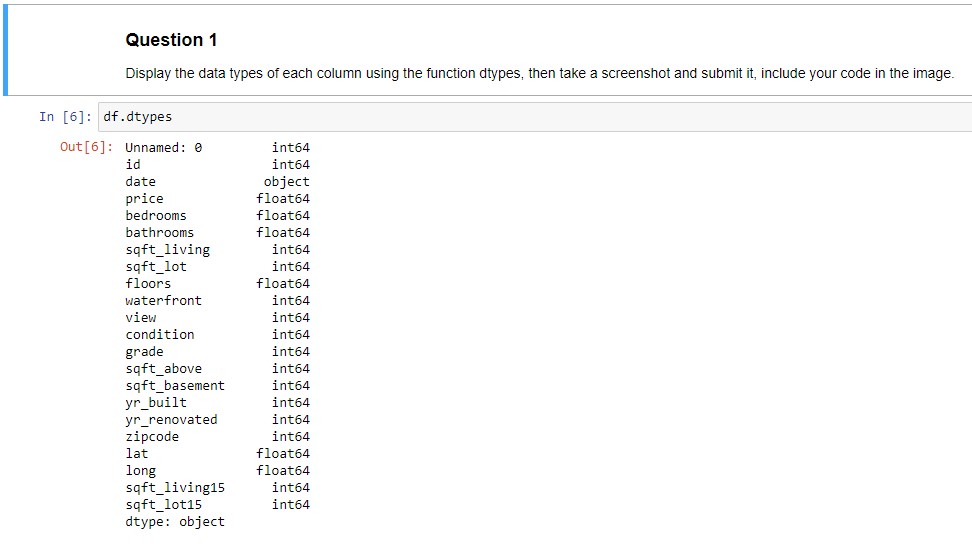 Question 1
Display the data types of each column using the function dtypes, then take a screenshot and submit it, include your code in the image.
In [6]: df.dtypes
Out[6]: Unnamed: 0 int64
id int64
date object
price float64
bedrooms float64
bathrooms float64
sqft_living int64
sqft_lot int64
floors float64
waterfront int64
view int64
condition int64
grade int64
sqft_above int64
sqft_basement int64
yr_built int64
yr_renovated int64
zipcode int64
lat float64
long float64
sqft_living15 int64
sqft_lot15 int64
dtype: object